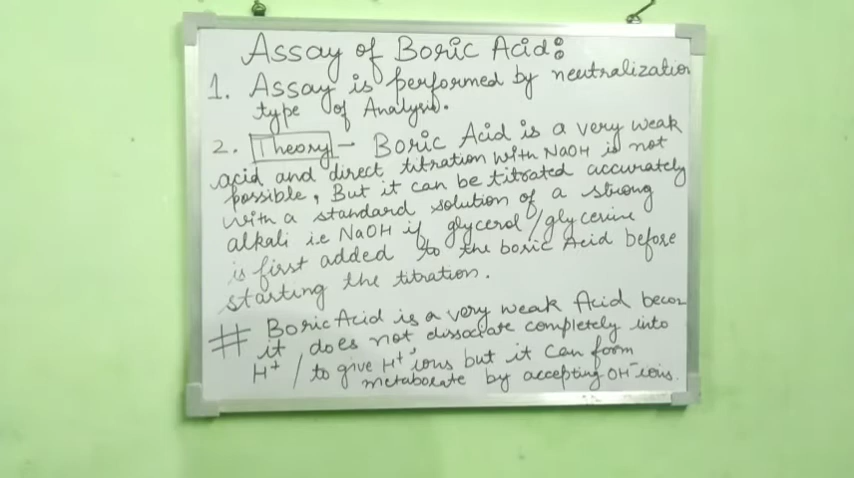 Assay of Boric Acid:
1. Assay is performed by neutralization
type of Analysis.
2. Theory - Boric Acid is a very weak
acid and direct titration with NaOH is not
possible, But it can be titrated accurately
with a standard solution of a strong
alkali i.e NaOH if glycerol/glycerine
is first added to the boric Acid before
starting the titration.
# Boric Acid is a very weak Acid becoz
it does not dissociate completely into
H+ / to give H+ ions but it can form
metaborate by accepting OH- ions.